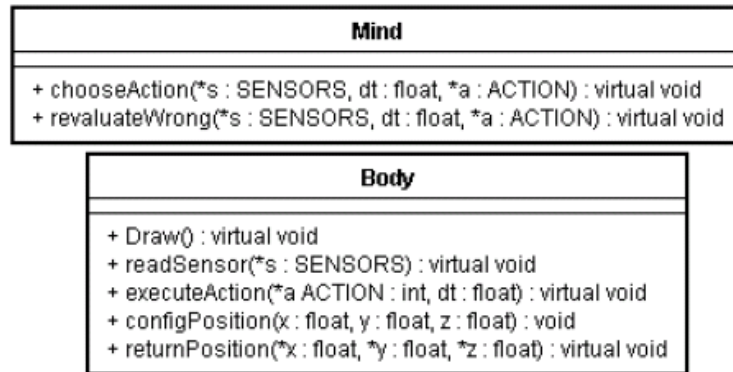 Mind
+ chooseAction(*s : SENSORS, dt : float, *a : ACTION) : virtual void
+ revaluateWrong(*s : SENSORS, dt : float, *a : ACTION) : virtual void
Body
+ Draw() : virtual void
+ readSensor(*s : SENSORS) : virtual void
+ executeAction(*a ACTION : int, dt : float) : virtual void
+ configPosition(x : float, y : float, z : float) : void
+ returnPosition(*x : float, *y : float, *z : float) : virtual void